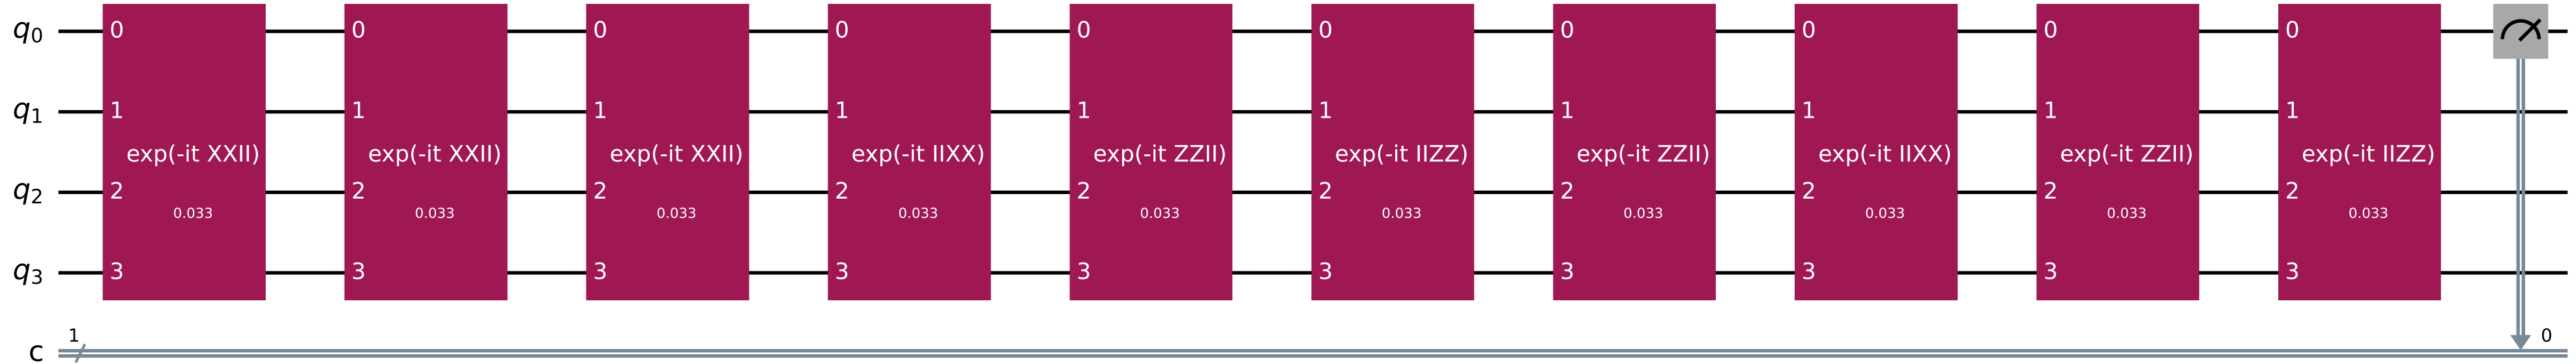 q0 0 0 0 0 0 0 0 0 0 0
q1 1 1 1 1 1 1 1 1 1 1
exp(-it XXII) exp(-it XXII) exp(-it XXII) exp(-it IIXX) exp(-it ZZII) exp(-it IIZZ) exp(-it ZZII) exp(-it IIXX) exp(-it ZZII) exp(-it IIZZ)
q2 2 2 2 2 2 2 2 2 2 2
0.033 0.033 0.033 0.033 0.033 0.033 0.033 0.033 0.033 0.033
q3 3 3 3 3 3 3 3 3 3 3
1 0
c